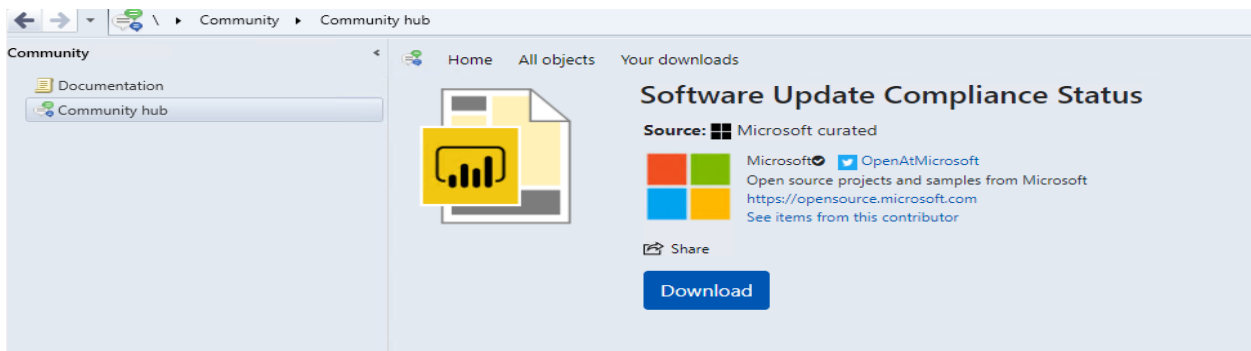 \ Community Community hub
Community
Documentation
Community hub
Home All objects Your downloads
Software Update Compliance Status
Source: Microsoft curated
Microsoft OpenAtMicrosoft
Open source projects and samples from Microsoft
https://opensource.microsoft.com
See items from this contributor
Share
Download